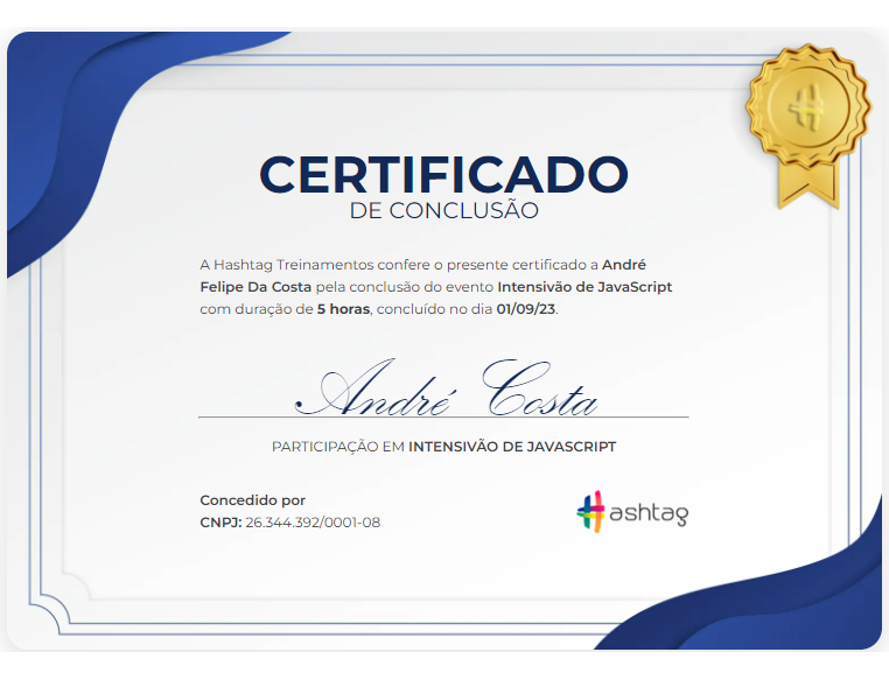 CERTIFICADO
DE CONCLUSÃO
A Hashtag Treinamentos confere o presente certificado a André
Felipe Da Costa pela conclusão do evento Intensivão de JavaScript
com duração de 5 horas, concluído no dia 01/09/23.
André Costa
PARTICIPAÇÃO EM INTENSIVÃO DE JAVASCRIPT
Concedido por
CNPJ: 26.344.392/0001-08
#ashtag